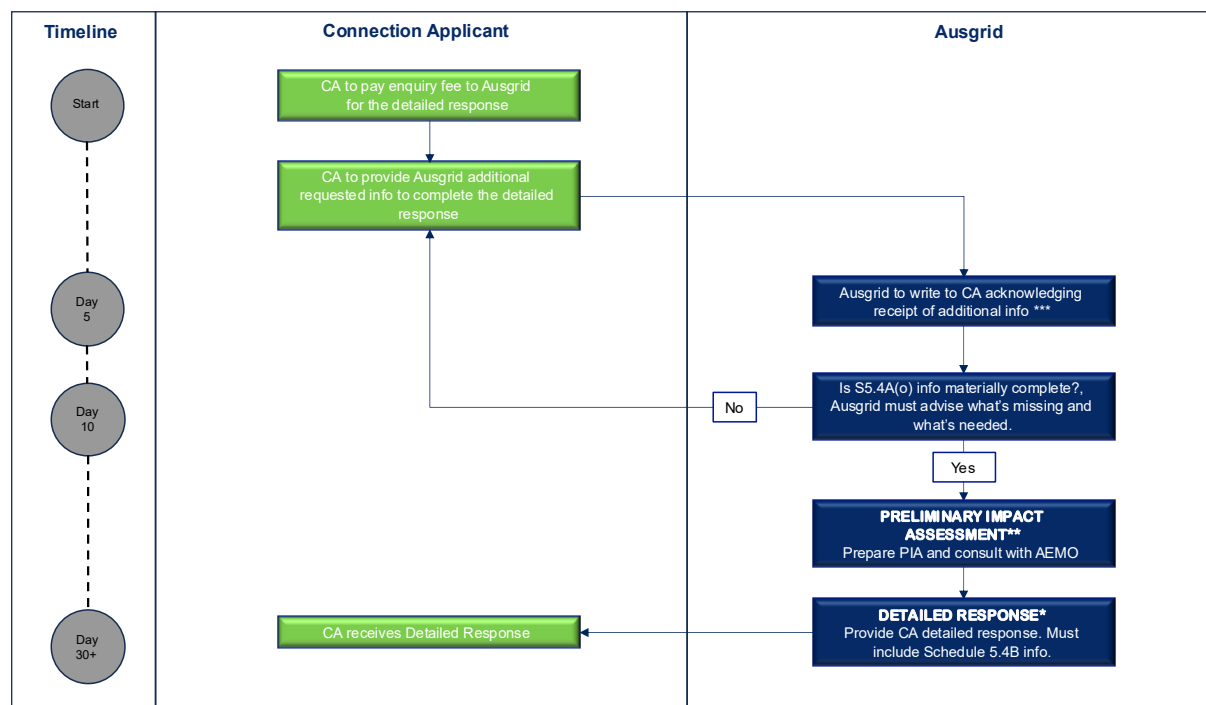 Timeline
Connection Applicant
Ausgrid
Start
CA to pay enquiry fee to Ausgrid
for the detailed response
CA to provide Ausgrid additional
requested info to complete the detailed
response
Day
5
Ausgrid to write to CA acknowledging
receipt of additional info ***
Day
10
Is S5.4A(o) info materially complete?,
Ausgrid must advise what's missing and
what's needed.
No
Yes
PRELIMINARY IMPACT
ASSESSMENT**
Prepare PIA and consult with AEMO
Day
30+
CA receives Detailed Response
DETAILED RESPONSE*
Provide CA detailed response. Must
include Schedule 5.4B info.